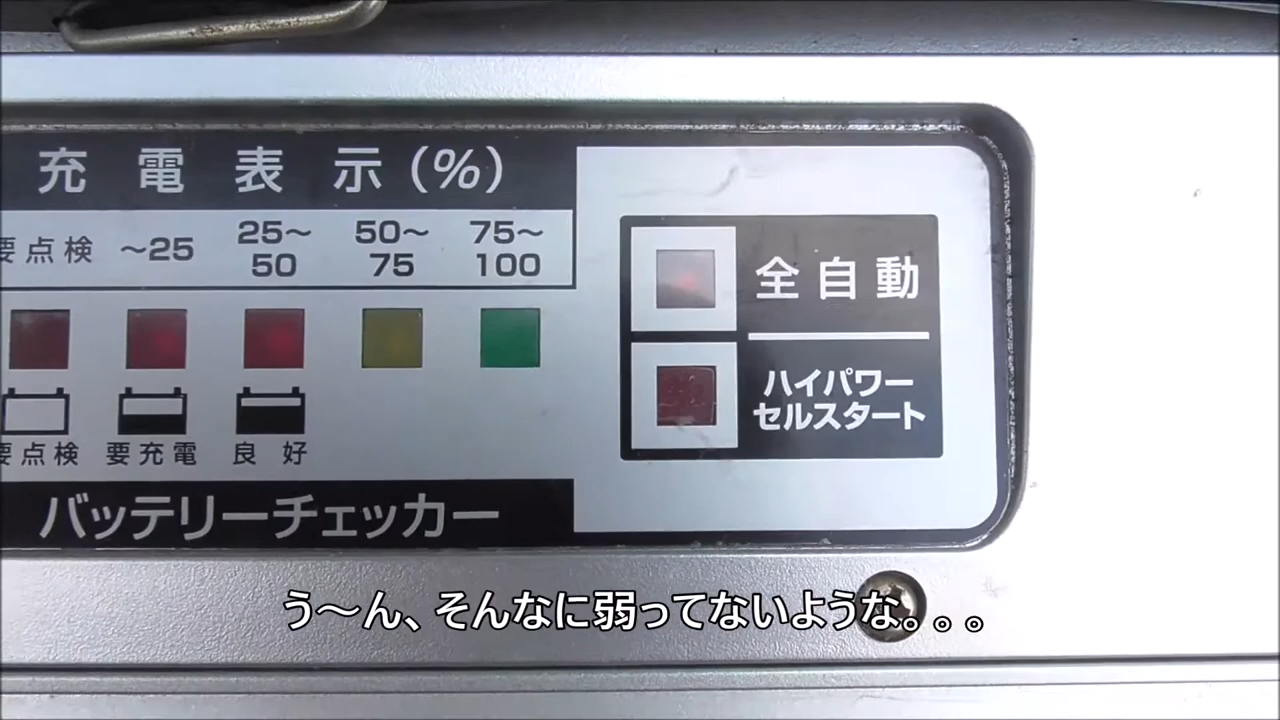 充電表示(%)
要点検 ～25 25～50 50～75 75～100
全自動
ハイパワー
セルスタート
要点検 要充電 良好
バッテリーチェッカー
う～ん、そんなに弱ってないような。。。